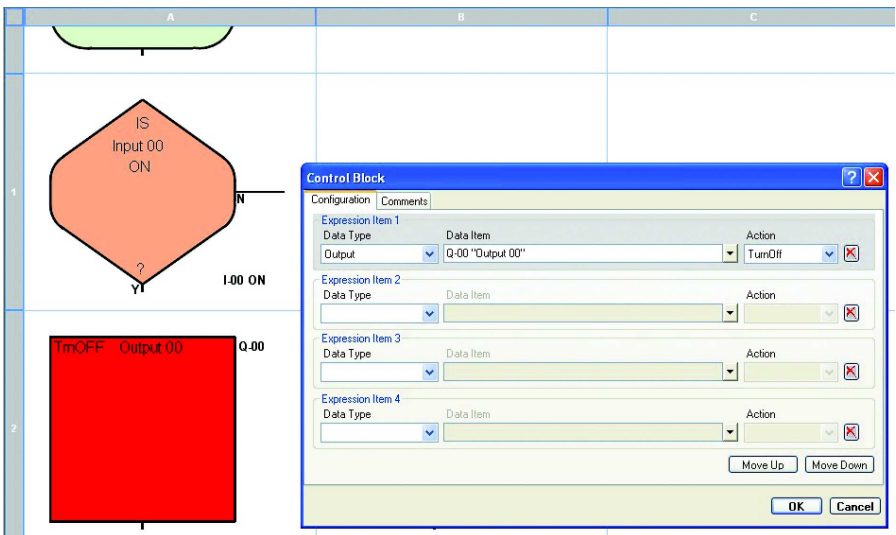 A B C
1
IS
Input 00
ON
?
N
Y
I-00 ON
2
TrnOFF Output 00
Q-00
Control Block
?
Configuration Comments
Expression Item 1
Data Type Data Item Action
Output Q-00 "Output 00" TurnOff
Expression Item 2
Data Type Data Item Action
Expression Item 3
Data Type Data Item Action
Expression Item 4
Data Type Data Item Action
Move Up Move Down
OK Cancel